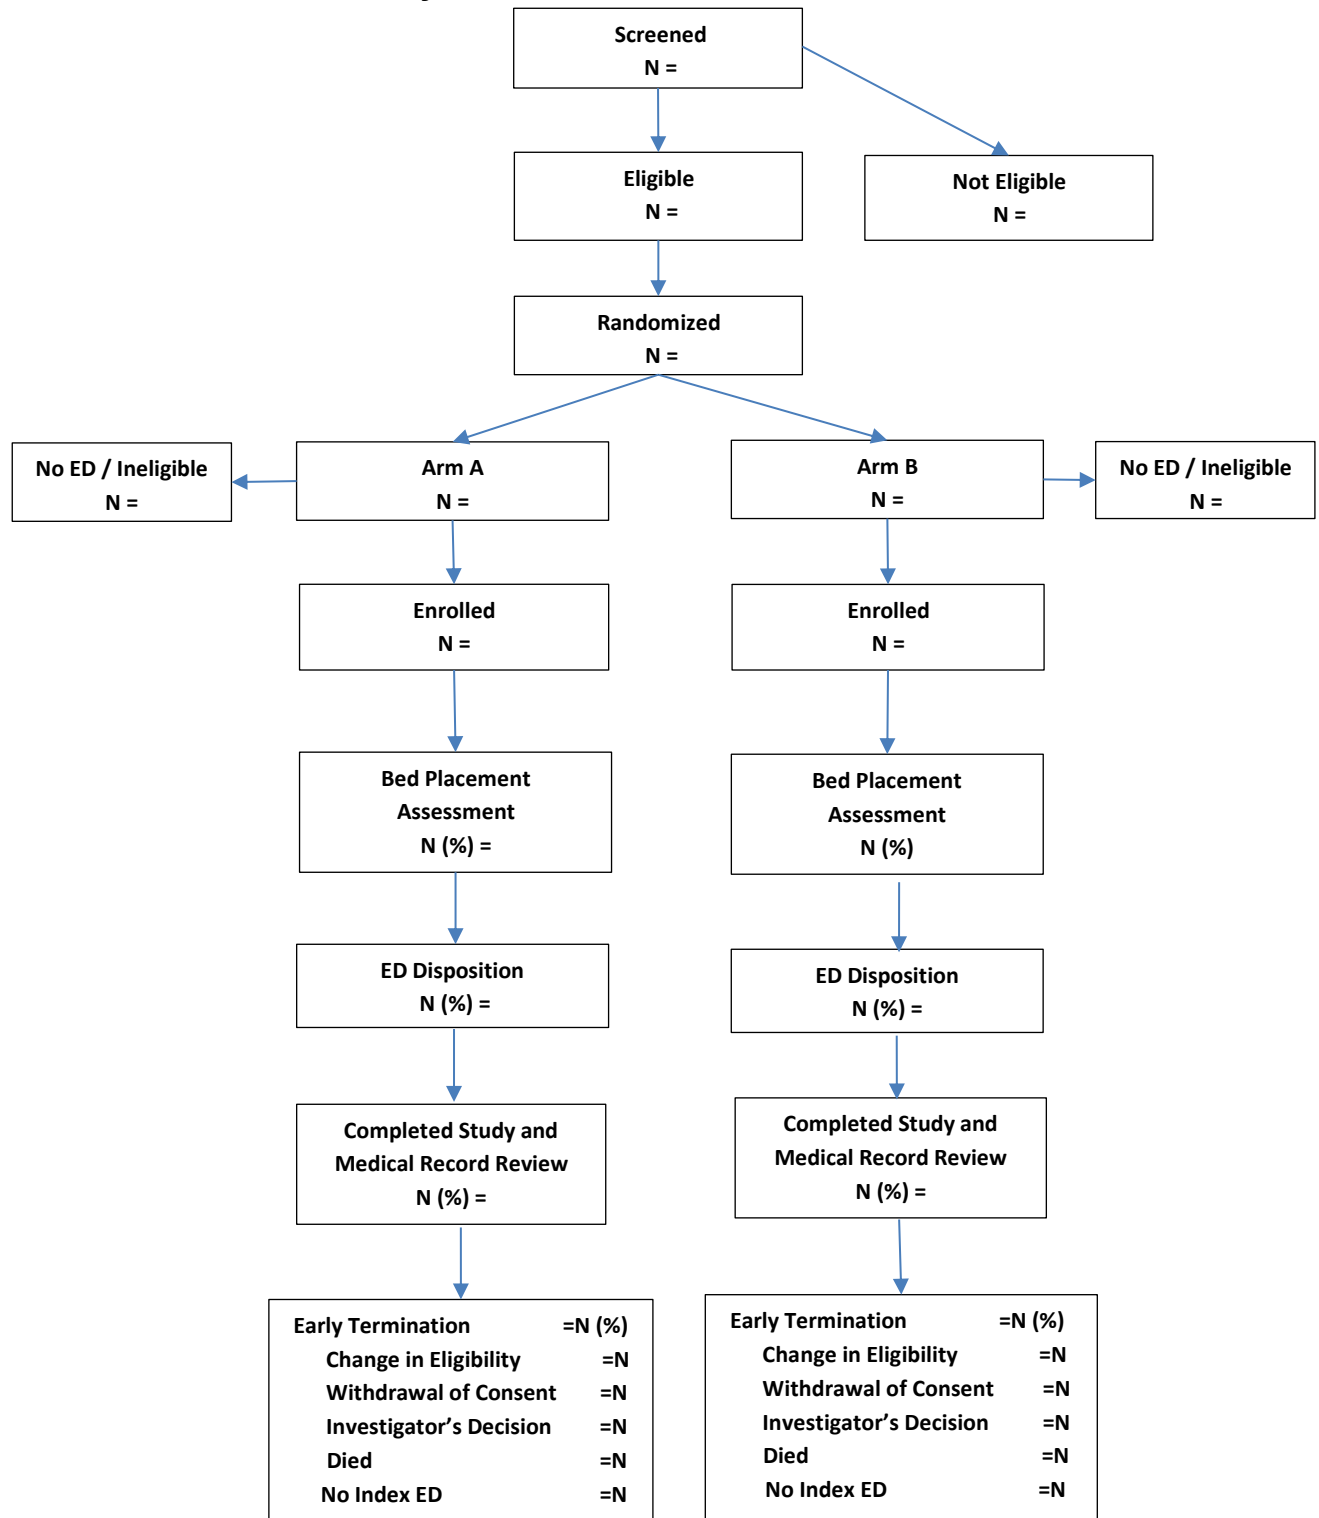 Screened
N =
Eligible
N =
Not Eligible
N =
Randomized
N =
No ED / Ineligible
N =
Arm A
N =
Arm B
N =
No ED / Ineligible
N =
Enrolled
N =
Enrolled
N =
Bed Placement
Assessment
N (%) =
Bed Placement
Assessment
N (%)
ED Disposition
N (%) =
ED Disposition
N (%) =
Completed Study and
Medical Record Review
N (%) =
Completed Study and
Medical Record Review
N (%) =
Early Termination =N (%)
Change in Eligibility =N
Withdrawal of Consent =N
Investigator’s Decision =N
Died =N
No Index ED =N
Early Termination =N (%)
Change in Eligibility =N
Withdrawal of Consent =N
Investigator’s Decision =N
Died =N
No Index ED =N